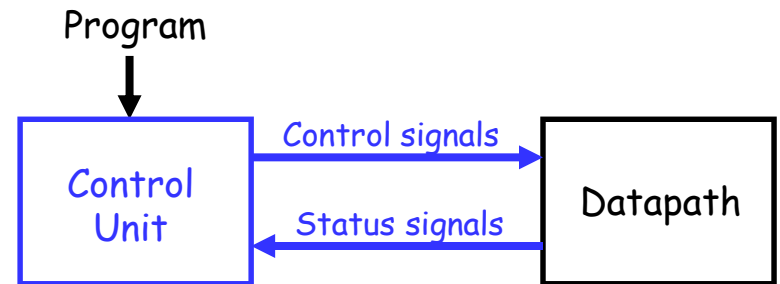 Program
Control signals
Control
Unit
Datapath
Status signals